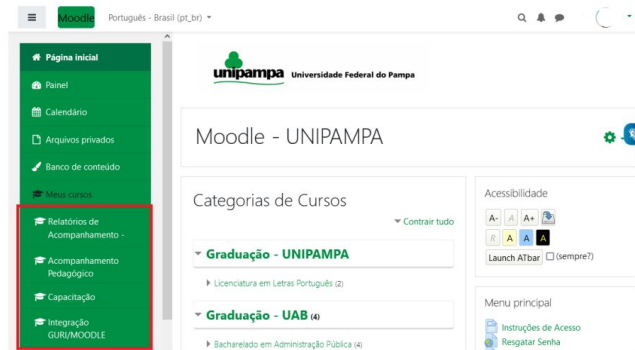 Moodle
Português - Brasil (pt_br)
Página inicial
Painel
Calendário
Arquivos privados
Banco de conteúdo
Meus cursos
Relatórios de
Acompanhamento -
Acompanhamento
Pedagógico
Capacitação
Integração
GURI/MOODLE
unipampa Universidade Federal do Pampa
Moodle - UNIPAMPA
Categorias de Cursos
Contrair tudo
Graduação - UNIPAMPA
Licenciatura em Letras Português (2)
Graduação - UAB (4)
Bacharelado em Administração Pública (4)
Acessibilidade
A- A A+
R A A A
Launch ATbar (sempre?)
Menu principal
Instruções de Acesso
Resgatar Senha